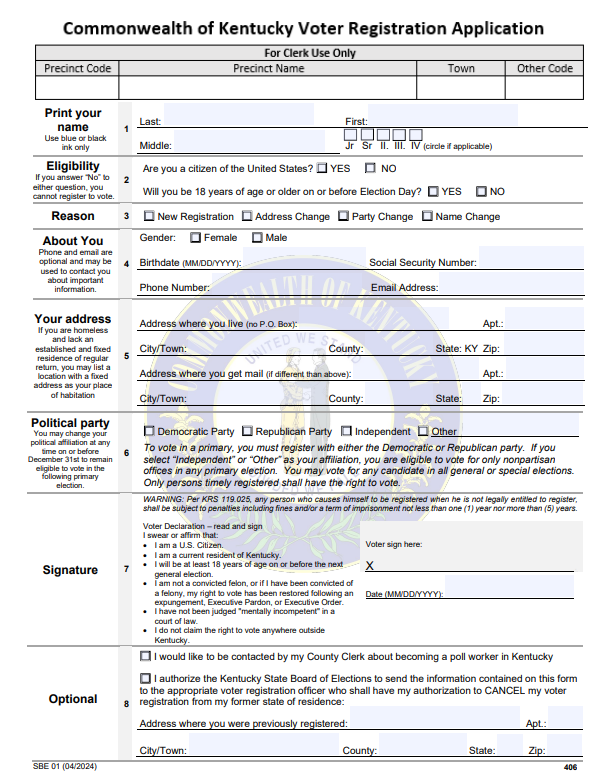 Commonwealth of Kentucky Voter Registration Application
For Clerk Use Only
Precinct Code Precinct Name Town Other Code
Print your
name
Use blue or black
ink only
1
Last: First:
Middle: Jr Sr II. III. IV (circle if applicable)
Eligibility
If you answer "No" to
either question, you
cannot register to vote.
2
Are you a citizen of the United States? YES NO
Will you be 18 years of age or older on or before Election Day? YES NO
Reason 3 New Registration Address Change Party Change Name Change
About You
Phone and email are
optional and may be
used to contact you
about important
information.
4
Gender: Female Male
Birthdate (MM/DD/YYYY): Social Security Number:
Phone Number: Email Address:
Your address
If you are homeless
and lack an
established and fixed
residence of regular
return, you may list a
location with a fixed
address as your place
of habitation
5
Address where you live (no P.O. Box): Apt.:
City/Town: County: State: KY Zip:
Address where you get mail (if different than above): Apt.:
City/Town: County: State: Zip:
Political party
You may change your
political affiliation at any
time on or before
December 31st to remain
eligible to vote in the
following primary
election.
6
Democratic Party Republican Party Independent Other
To vote in a primary, you must register with either the Democratic or Republican party. If you
select "Independent" or "Other" as your affiliation, you are eligible to vote for only nonpartisan
offices in any primary election. You may vote for any candidate in all general or special elections.
Only persons timely registered shall have the right to vote.
Signature
7
WARNING: Per KRS 119.025, any person who causes himself to be registered when he is not legally entitled to register,
shall be subject to penalties including fines and/or a term of imprisonment not less than one (1) year nor more than (5) years.
Voter Declaration – read and sign
I swear or affirm that:
• I am a U.S. Citizen.
• I am a current resident of Kentucky.
• I will be at least 18 years of age on or before the next
general election.
• I am not a convicted felon, or if I have been convicted of
a felony, my right to vote has been restored following an
expungement, Executive Pardon, or Executive Order.
• I have not been judged "mentally incompetent" in a
court of law.
• I do not claim the right to vote anywhere outside
Kentucky.
Voter sign here:
X
Date (MM/DD/YYYY):
Optional
8
I would like to be contacted by my County Clerk about becoming a poll worker in Kentucky
I authorize the Kentucky State Board of Elections to send the information contained on this form
to the appropriate voter registration officer who shall have my authorization to CANCEL my voter
registration from my former state of residence:
Address where you were previously registered: Apt.:
City/Town: County: State: Zip:
SBE 01 (04/2024) 406
COMMONWEALTH OF KENTUCKY
UNITED WE STAND